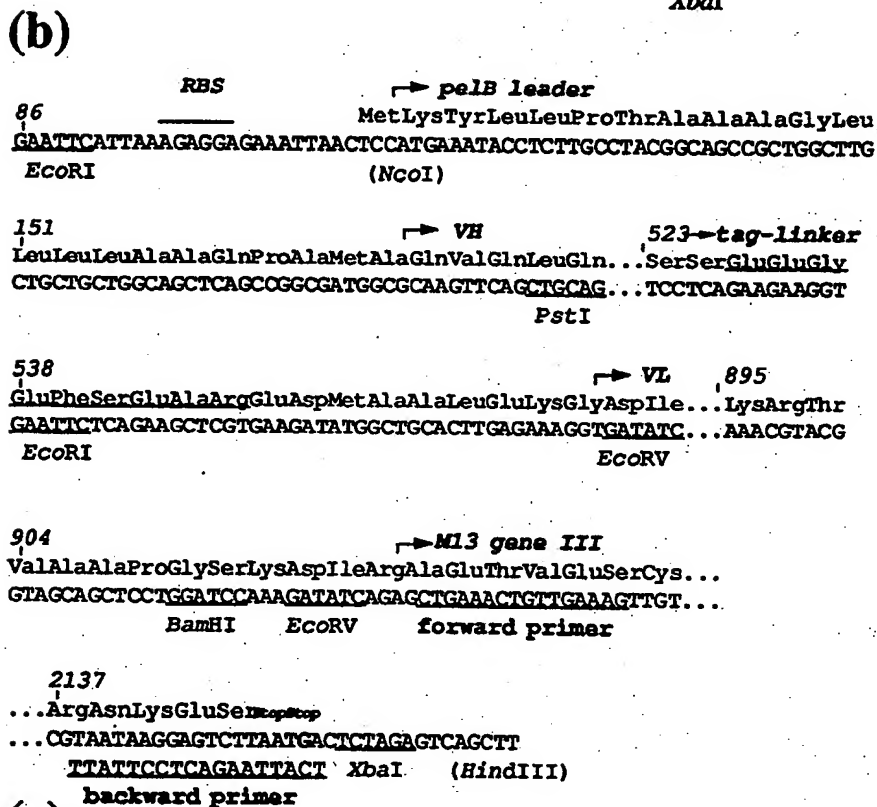 XbaI
(b)
RBS
pelB leader
86
MetLysTyrLeuLeuProThrAlaAlaAlaGlyLeu
GAATTCATTAAAGAGGAGAAATTAACTCCATGAAATACCTCTTGCCTACGGCAGCCGCTGGCTTG
EcoRI (NcoI)
151 VH 523 tag-linker
LeuLeuLeuAlaAlaGlnProAlaMetAlaGlnValGlnLeuGln...SerSerGluGluGly
CTGCTGCTGGCAGCTCAGCCGGCGATGGCGCAAGTTCAGCTGCAG...TCCTCAGAAGAAGGT
PstI
538 VL 895
GluPheSerGluAlaArgGluAspMetAlaAlaLeuGluLysGlyAspIle...LysArgThr
GAATTCTCAGAAGCTCGTGAAGATATGGCTGCACTTGAGAAAGGTGATATC...AAACGTACG
EcoRI EcoRV
904 M13 gene III
ValAlaAlaProGlySerLysAspIleArgAlaGluThrValGluSerCys...
GTAGCAGCTCCTGGATCCAAAGATATCAGAGCTGAAACTGTTGAAAGTTGT...
BamHI EcoRV forward primer
2137
...ArgAsnLysGluSerStopStop
...CGTAATAAGGAGTCTTAATGACTCTAGAGTCAGCTT
TTATTCCTCAGAATTACT XbaI (HindIII)
backward primer